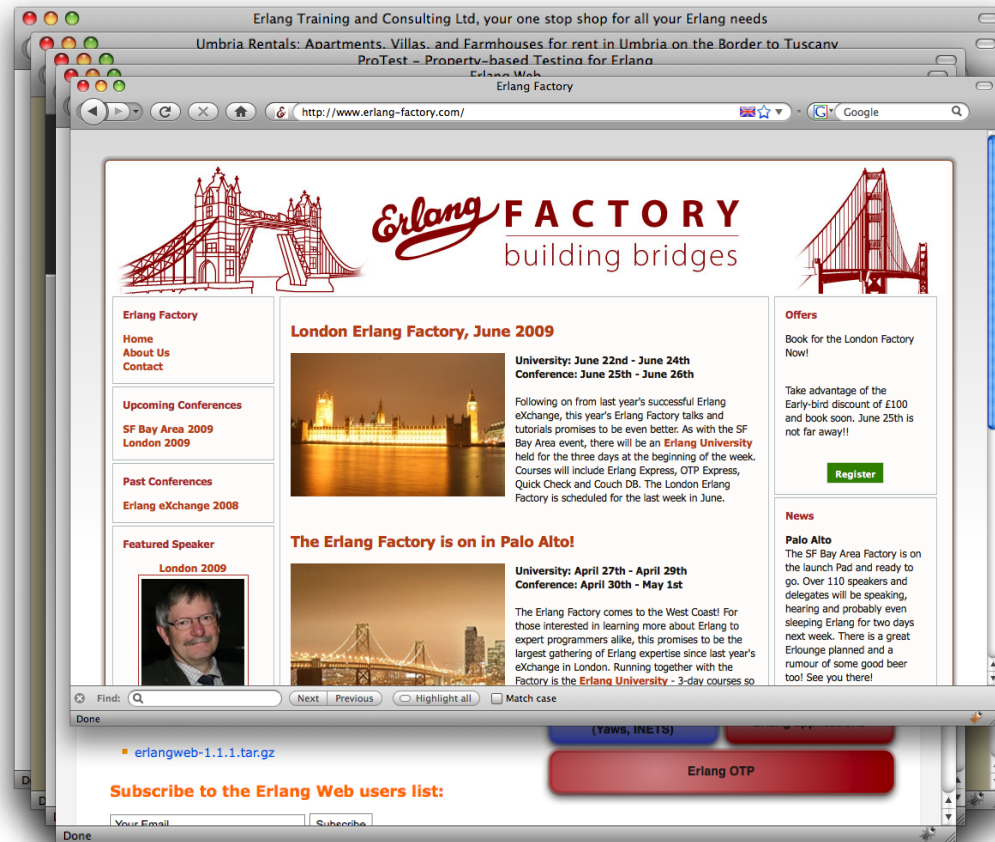 Erlang Training and Consulting Ltd, your one stop shop for all your Erlang needs
Umbria Rentals: Apartments, Villas, and Farmhouses for rent in Umbria on the Border to Tuscany
ProTest - Property-based Testing for Erlang
Erlang Web
Erlang Factory
http://www.erlang-factory.com/
Google
Erlang FACTORY
building bridges
Erlang Factory
Home
About Us
Contact
Upcoming Conferences
SF Bay Area 2009
London 2009
Past Conferences
Erlang eXchange 2008
Featured Speaker
London 2009
London Erlang Factory, June 2009
University: June 22nd - June 24th
Conference: June 25th - June 26th
Following on from last year's successful Erlang
eXchange, this year's Erlang Factory talks and
tutorials promises to be even better. As with the SF
Bay Area event, there will be an Erlang University
held for the three days at the beginning of the week.
Courses will include Erlang Express, OTP Express,
Quick Check and Couch DB. The London Erlang
Factory is scheduled for the last week in June.
The Erlang Factory is on in Palo Alto!
University: April 27th - April 29th
Conference: April 30th - May 1st
The Erlang Factory comes to the West Coast! For
those interested in learning more about Erlang to
expert programmers alike, this promises to be the
largest gathering of Erlang expertise since last year's
eXchange in London. Running together with the
Factory is the Erlang University - 3-day courses so
Offers
Book for the London Factory
Now!
Take advantage of the
Early-bird discount of £100
and book soon. June 25th is
not far away!!
Register
News
Palo Alto
The SF Bay Area Factory is on
the launch Pad and ready to
go. Over 110 speakers and
delegates will be speaking,
hearing and probably even
sleeping Erlang for two days
next week. There is a great
Erlounge planned and a
rumour of some good beer
too! See you there!
Find:
Next Previous Highlight all Match case
Done
(Yaws, INETS)
erlangweb-1.1.1.tar.gz
Erlang OTP
Subscribe to the Erlang Web users list:
Your Email
Subscribe
Done